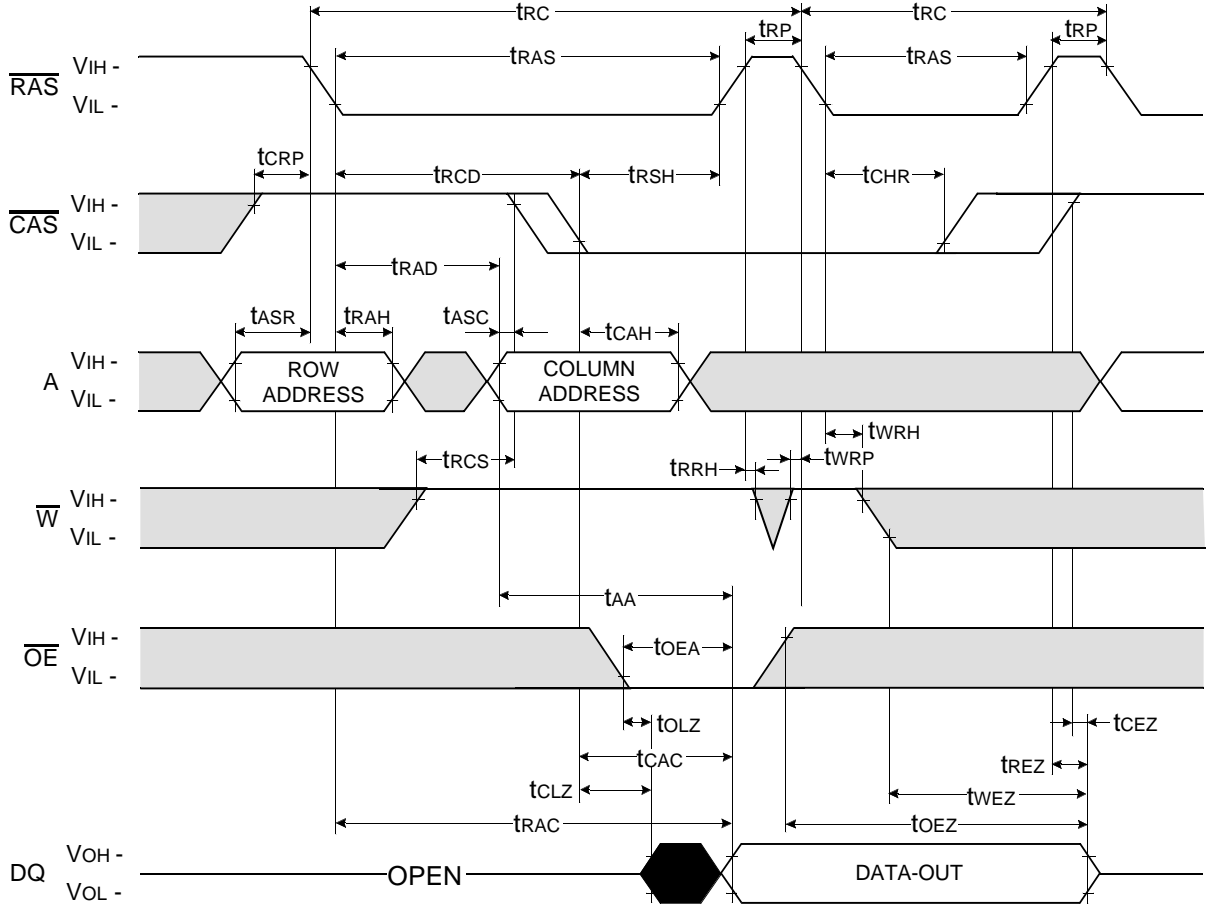 tRC tRC
tRP tRP
tRAS tRAS
RAS VIH -
VIL -
tCRP tRCD tRSH tCHR
CAS VIH -
VIL -
tRAD
tASR tRAH tASC tCAH
A VIH -
VIL -
ROW
ADDRESS
COLUMN
ADDRESS
tWRH
tRCS tRRH tWRP
W VIH -
VIL -
tAA
OE VIH -
VIL -
tOEA
tOLZ tCEZ
tCAC tREZ
tCLZ tWEZ
tRAC tOEZ
DQ VOH -
VOL -
OPEN DATA-OUT